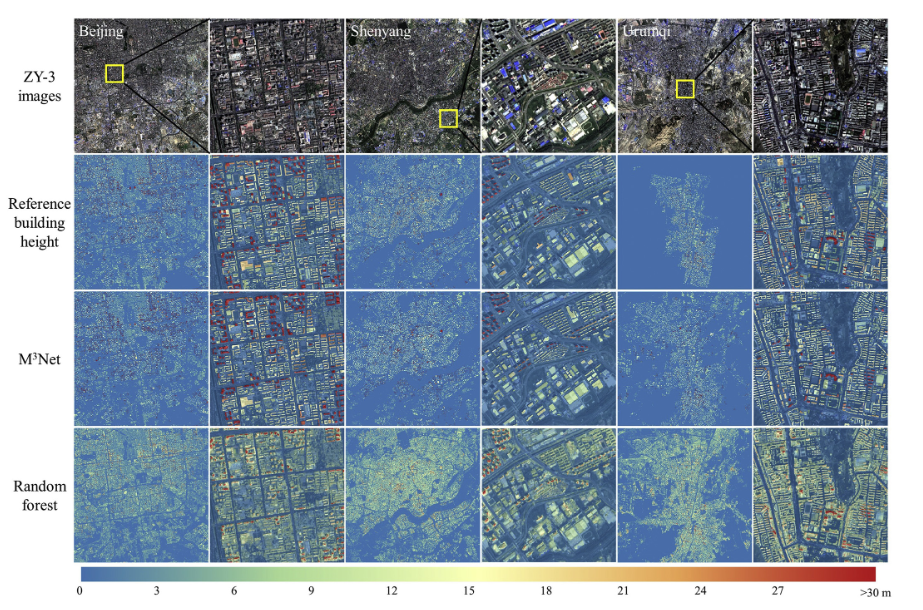 Beijing
Shenyang
Urumqi
ZY-3
images
Reference
building
height
M³Net
Random
forest
0 3 6 9 12 15 18 21 24 27 >30 m